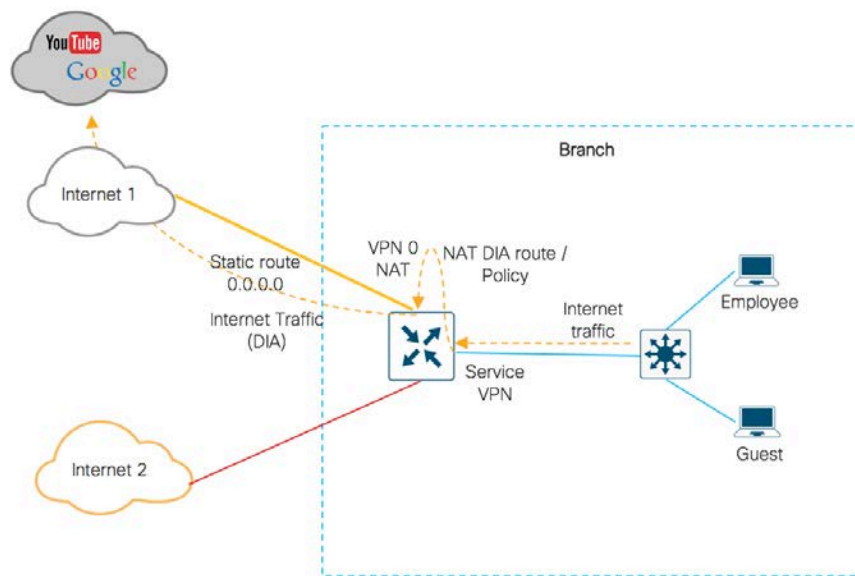 YouTube
Google
Internet 1
Branch
VPN 0
NAT
NAT DIA route /
Policy
Static route
0.0.0.0
Internet Traffic
(DIA)
Internet
traffic
Employee
Service
VPN
Guest
Internet 2